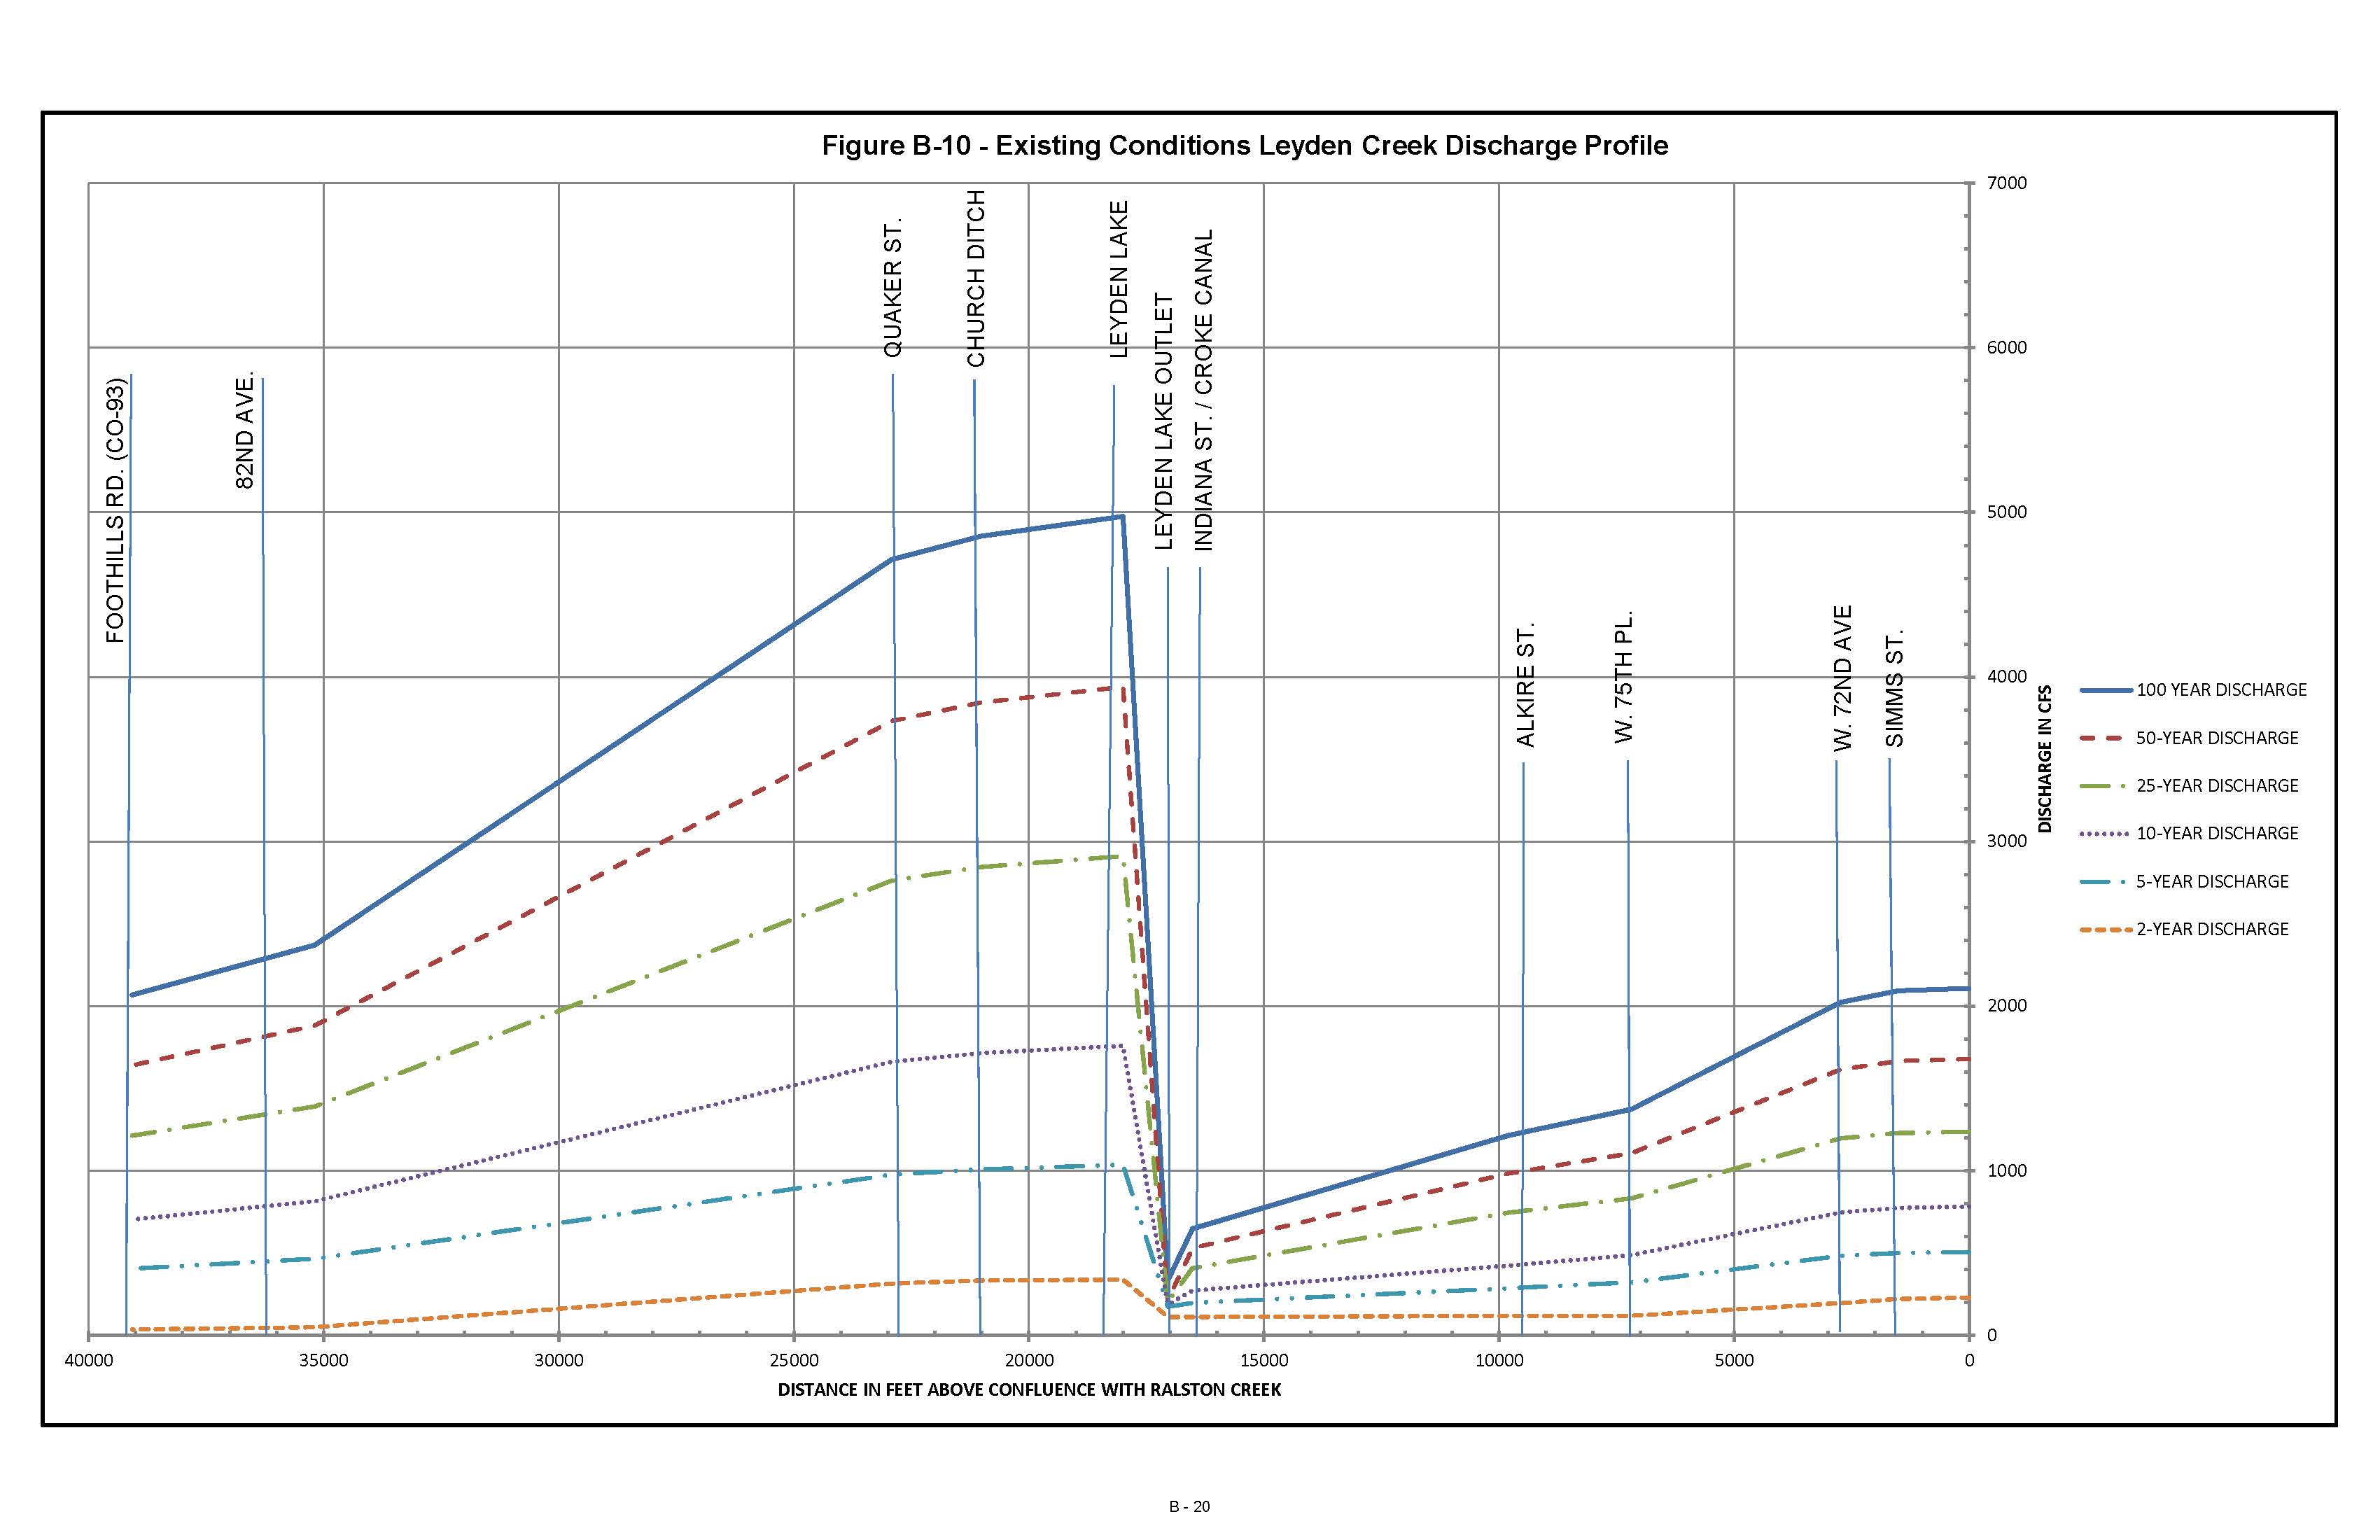 Figure B-10 - Existing Conditions Leyden Creek Discharge Profile
FOOTHILLS RD. (CO-93)
82ND AVE.
QUAKER ST.
CHURCH DITCH
LEYDEN LAKE
LEYDEN LAKE OUTLET
INDIANA ST. / CROKE CANAL
ALKIRE ST.
W. 75TH PL.
W. 72ND AVE
SIMMS ST.
7000
6000
5000
4000
3000
2000
1000
0
DISCHARGE IN CFS
100 YEAR DISCHARGE
50-YEAR DISCHARGE
25-YEAR DISCHARGE
10-YEAR DISCHARGE
5-YEAR DISCHARGE
2-YEAR DISCHARGE
40000 35000 30000 25000 20000 15000 10000 5000 0
DISTANCE IN FEET ABOVE CONFLUENCE WITH RALSTON CREEK
B - 20